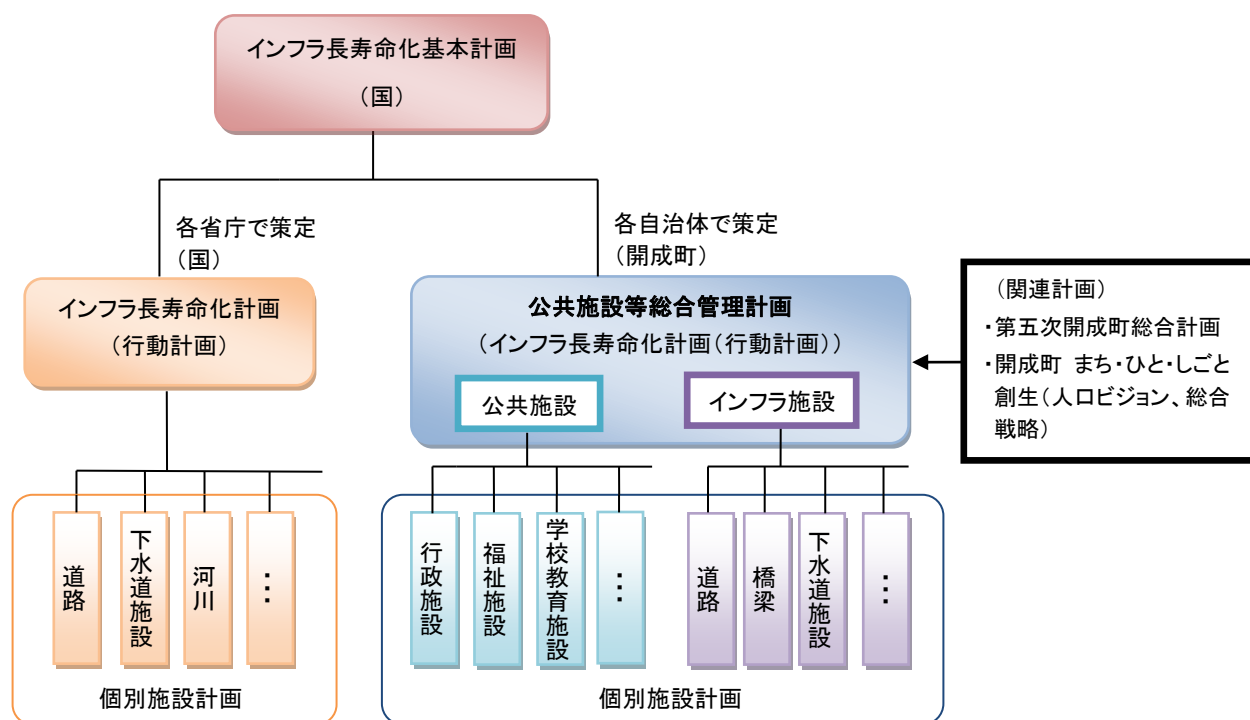 インフラ長寿命化基本計画
（国）
各省庁で策定
（国）
各自治体で策定
（開成町）
インフラ長寿命化計画
（行動計画）
公共施設等総合管理計画
（インフラ長寿命化計画（行動計画））
公共施設
インフラ施設
（関連計画）
・第五次開成町総合計画
・開成町 まち・ひと・しごと
創生（人口ビジョン、総合
戦略）
道路
下水道施設
河川
…
個別施設計画
行政施設
福祉施設
学校教育施設
…
道路
橋梁
下水道施設
…
個別施設計画